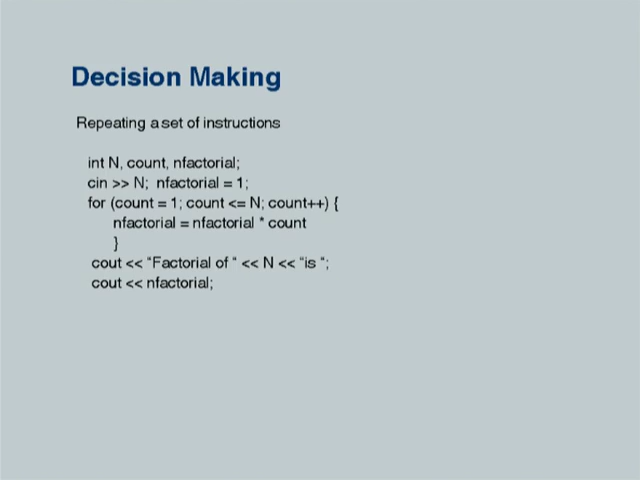 Decision Making
Repeating a set of instructions
int N, count, nfactorial;
cin >> N; nfactorial = 1;
for (count = 1; count <= N; count++) {
nfactorial = nfactorial * count
}
cout << "Factorial of " << N << "is ";
cout << nfactorial;